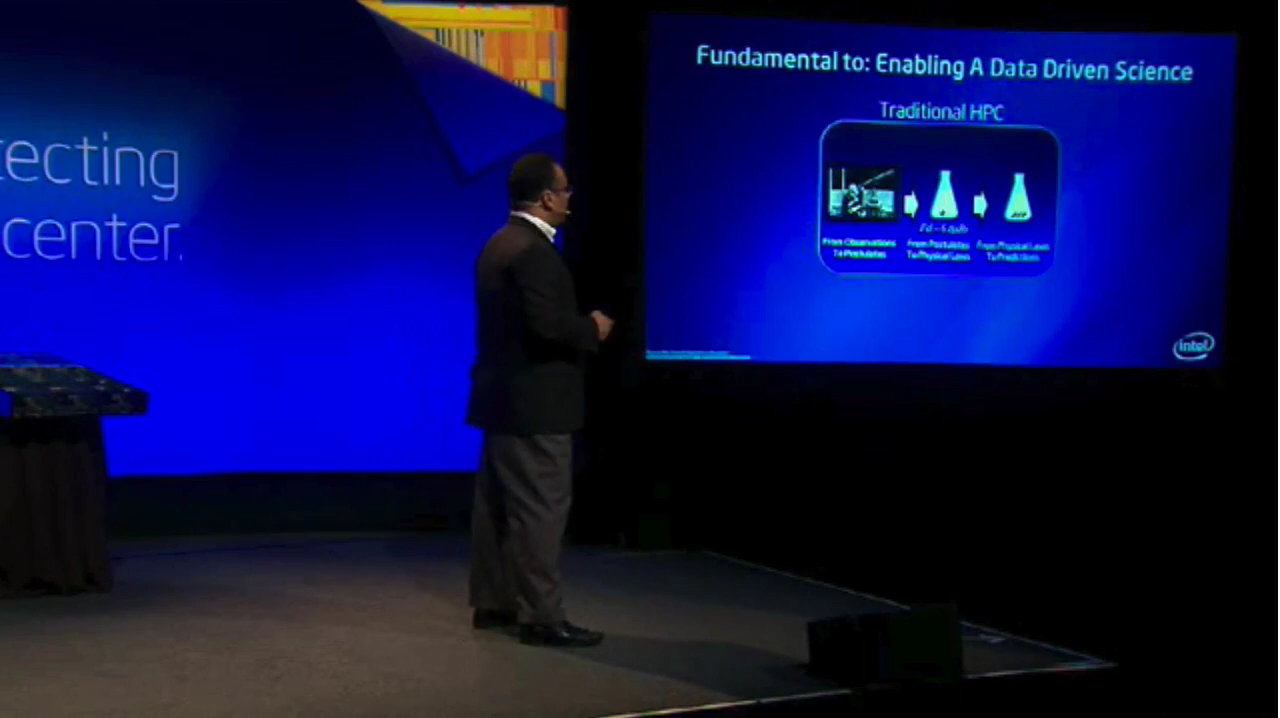 tecting
center.
Fundamental to: Enabling A Data Driven Science
Traditional HPC
From Observations
To Postulates
From Postulates
To Physical Laws
From Physical Laws
To Predictions
intel